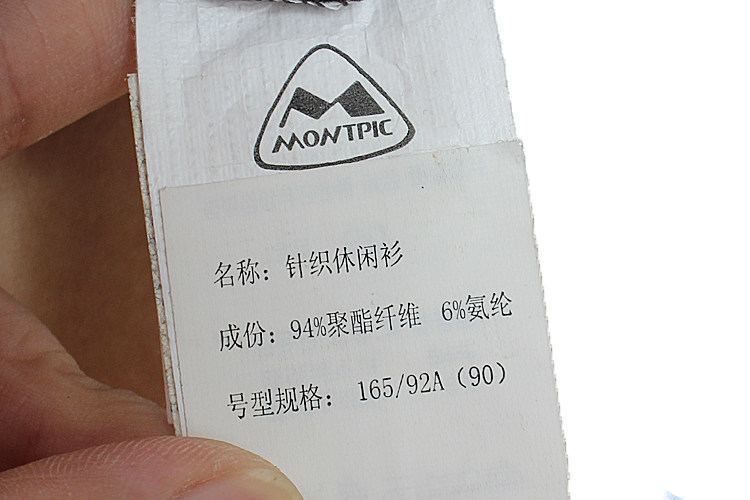 MONTPIC
名称：针织休闲衫
成份：94%聚酯纤维 6%氨纶
号型规格： 165/92A（90）